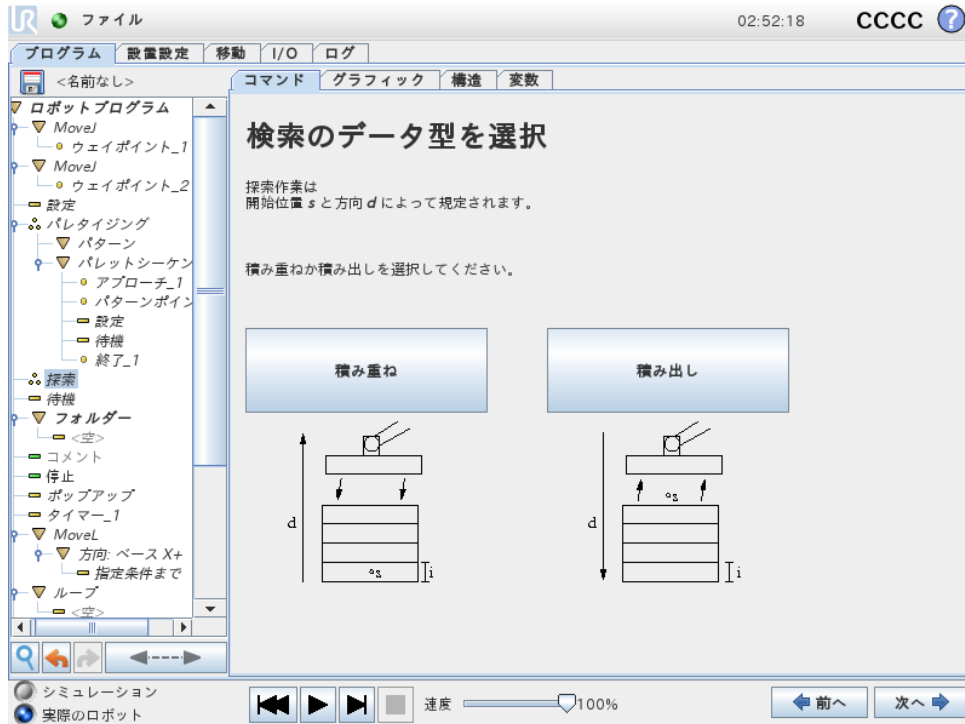 UR ファイル 02:52:18 CCCC ?
プログラム 設置設定 移動 I/O ログ
<名前なし>
コマンド グラフィック 構造 変数
ロボットプログラム
MoveJ
ウェイポイント_1
MoveJ
ウェイポイント_2
設定
パレタイジング
パターン
パレットシーケン
アプローチ_1
パターンポイン
設定
待機
終了_1
探索
待機
フォルダー
<空>
コメント
停止
ポップアップ
タイマー_1
MoveL
方向: ベース X+
指定条件まで
ループ
<空>
検索のデータ型を選択
探索作業は
開始位置 s と方向 d によって規定されます。
積み重ねか積み出しを選択してください。
積み重ね 積み出し
d s i
d s i
シミュレーション
実際のロボット
速度 100%
前へ 次へ